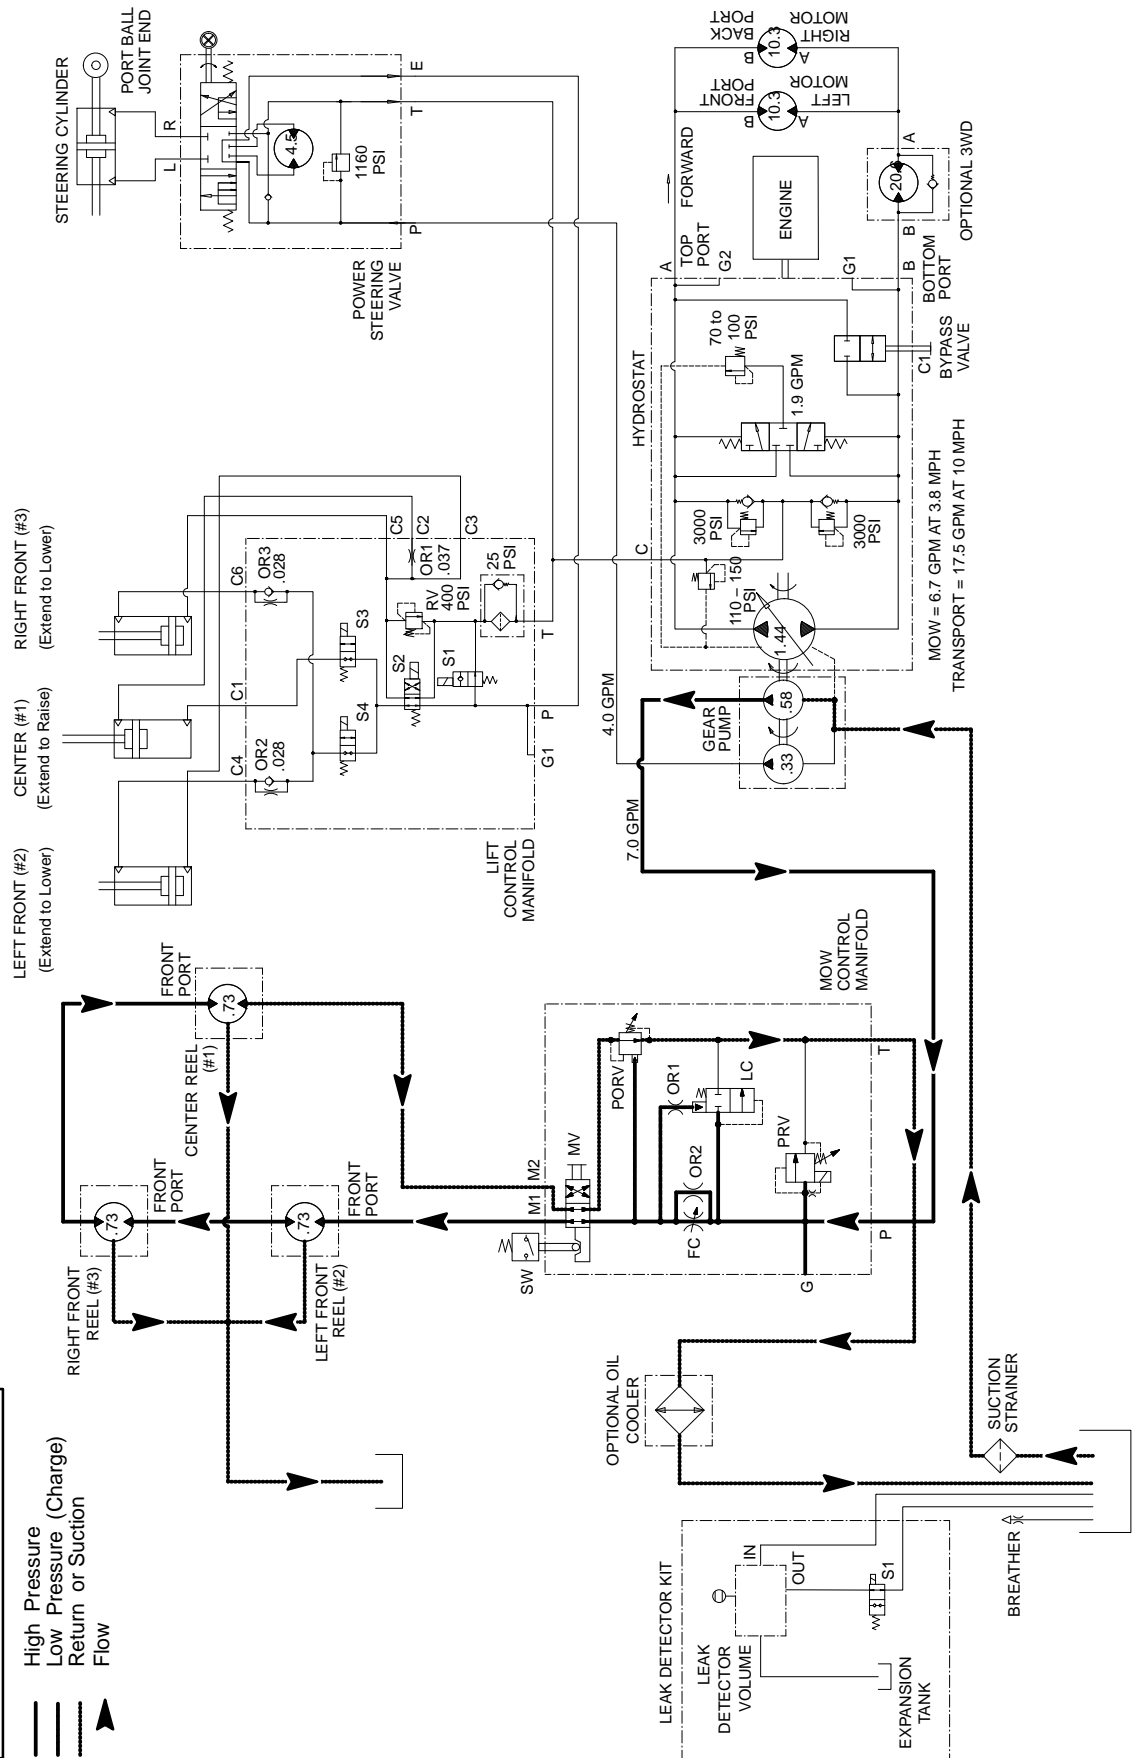 STEERING CYLINDER
PORT BALL
JOINT END
L
R
POWER
STEERING
VALVE
4.5
1160
PSI
P
T
E
RIGHT FRONT (#3)
(Extend to Lower)
CENTER (#1)
(Extend to Raise)
LEFT FRONT (#2)
(Extend to Lower)
C4
C1
C6
C5
C2
C3
OR2
.028
OR3
.028
OR1
.037
S4
S3
S2
S1
RV
400
PSI
25
PSI
G1
P
T
LIFT
CONTROL
MANIFOLD
RIGHT
MOTOR
BACK
PORT
B
A
10.3
LEFT
MOTOR
FRONT
PORT
B
A
10.3
FORWARD
ENGINE
OPTIONAL 3WD
A
B
TOP
PORT
A
G2
G1
B
BOTTOM
PORT
HYDROSTAT
70 to
100
PSI
1.9 GPM
C1
BYPASS
VALVE
3000
PSI
3000
PSI
C
110 – 150
PSI
1.44
MOW = 6.7 GPM AT 3.8 MPH
TRANSPORT = 17.5 GPM AT 10 MPH
GEAR
PUMP
.58
.33
4.0 GPM
7.0 GPM
FRONT
PORT
.73
CENTER REEL
(#1)
FRONT
PORT
.73
RIGHT FRONT
REEL (#3)
FRONT
PORT
.73
LEFT FRONT
REEL (#2)
MOW
CONTROL
MANIFOLD
M1
M2
MV
SW
PORV
OR1
LC
OR2
FC
PRV
G
P
T
OPTIONAL OIL
COOLER
SUCTION
STRAINER
BREATHER
LEAK DETECTOR KIT
LEAK
DETECTOR
VOLUME
IN
OUT
S1
EXPANSION
TANK
High Pressure
Low Pressure (Charge)
Return or Suction
Flow